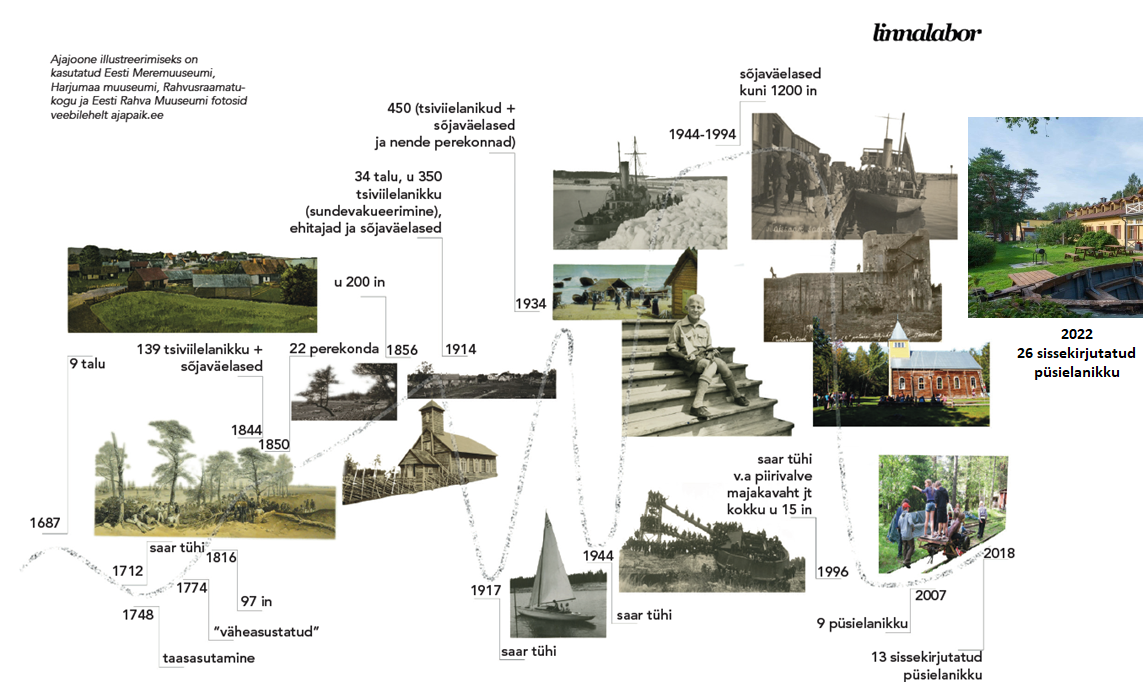 linnalabor
Ajajoone illustreerimiseks on
kasutatud Eesti Meremuuseumi,
Harjumaa muuseumi, Rahvusraamatu-
kogu ja Eesti Rahva Muuseumi fotosid
veebilehelt ajapaik.ee
1687
9 talu
1712
saar tühi
1748
taasasutamine
1774
“väheasustatud”
1816
97 in
1844
139 tsiviilelanikku +
sõjaväelased
1850
22 perekonda
1856
u 200 in
1914
34 talu, u 350
tsiviilelanikku
(sundevakueerimine),
ehitajad ja sõjaväelased
1917
saar tühi
1934
450 (tsiviielanikud +
sõjaväelased
ja nende perekonnad)
1944
saar tühi
1944-1994
sõjaväelased
kuni 1200 in
1996
saar tühi
v.a piirivalve
majakavaht jt
kokku u 15 in
2007
9 püsielanikku
2018
13 sissekirjutatud
püsielanikku
2022
26 sissekirjutatud
püsielanikku